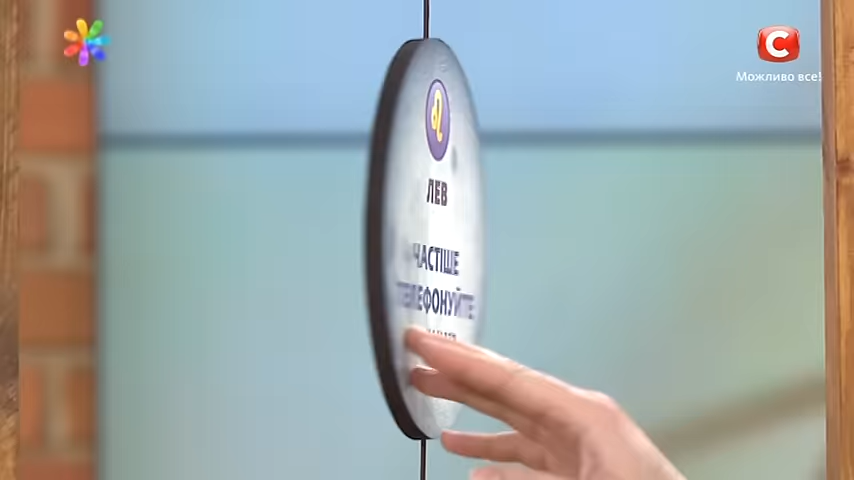 С
Можливо все!
ЛЕВ
ЧАСТІШЕ
ТЕЛЕФОНУЙТЕ